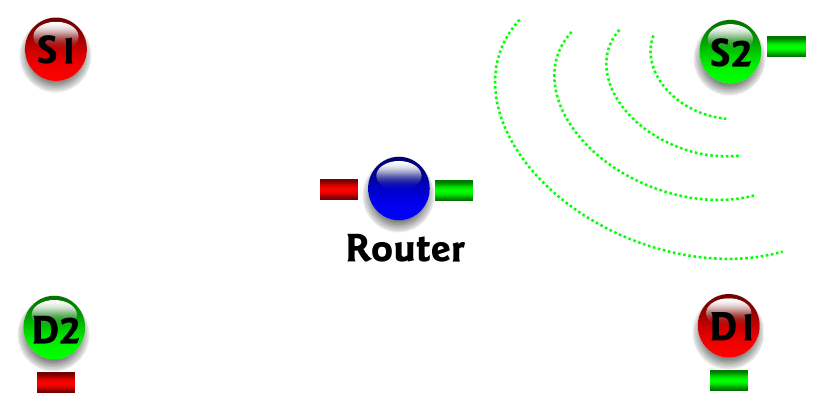 S1
S2
Router
D2
D1